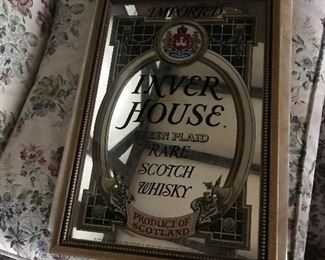 IMPORTED
INVER
HOUSE
GREEN PLAID
RARE
SCOTCH
WHISKY
PRODUCT OF
SCOTLAND